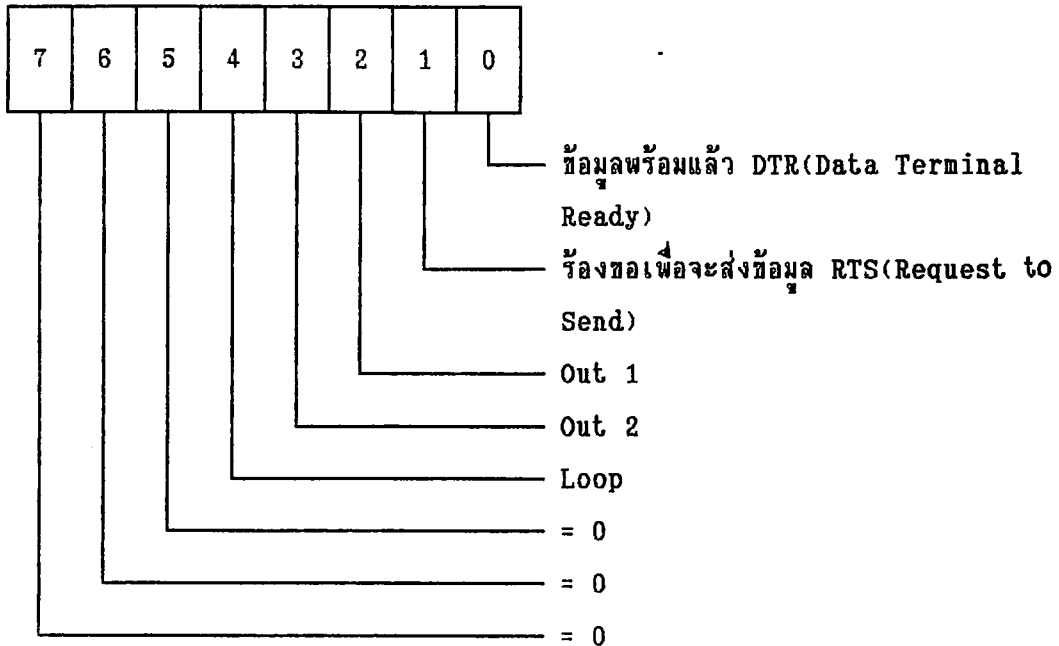 7 6 5 4 3 2 1 0
ข้อมูลพร้อมแล้ว DTR(Data Terminal
Ready)
ร้องขอเพื่อจะส่งข้อมูล RTS(Request to
Send)
Out 1
Out 2
Loop
= 0
= 0
= 0